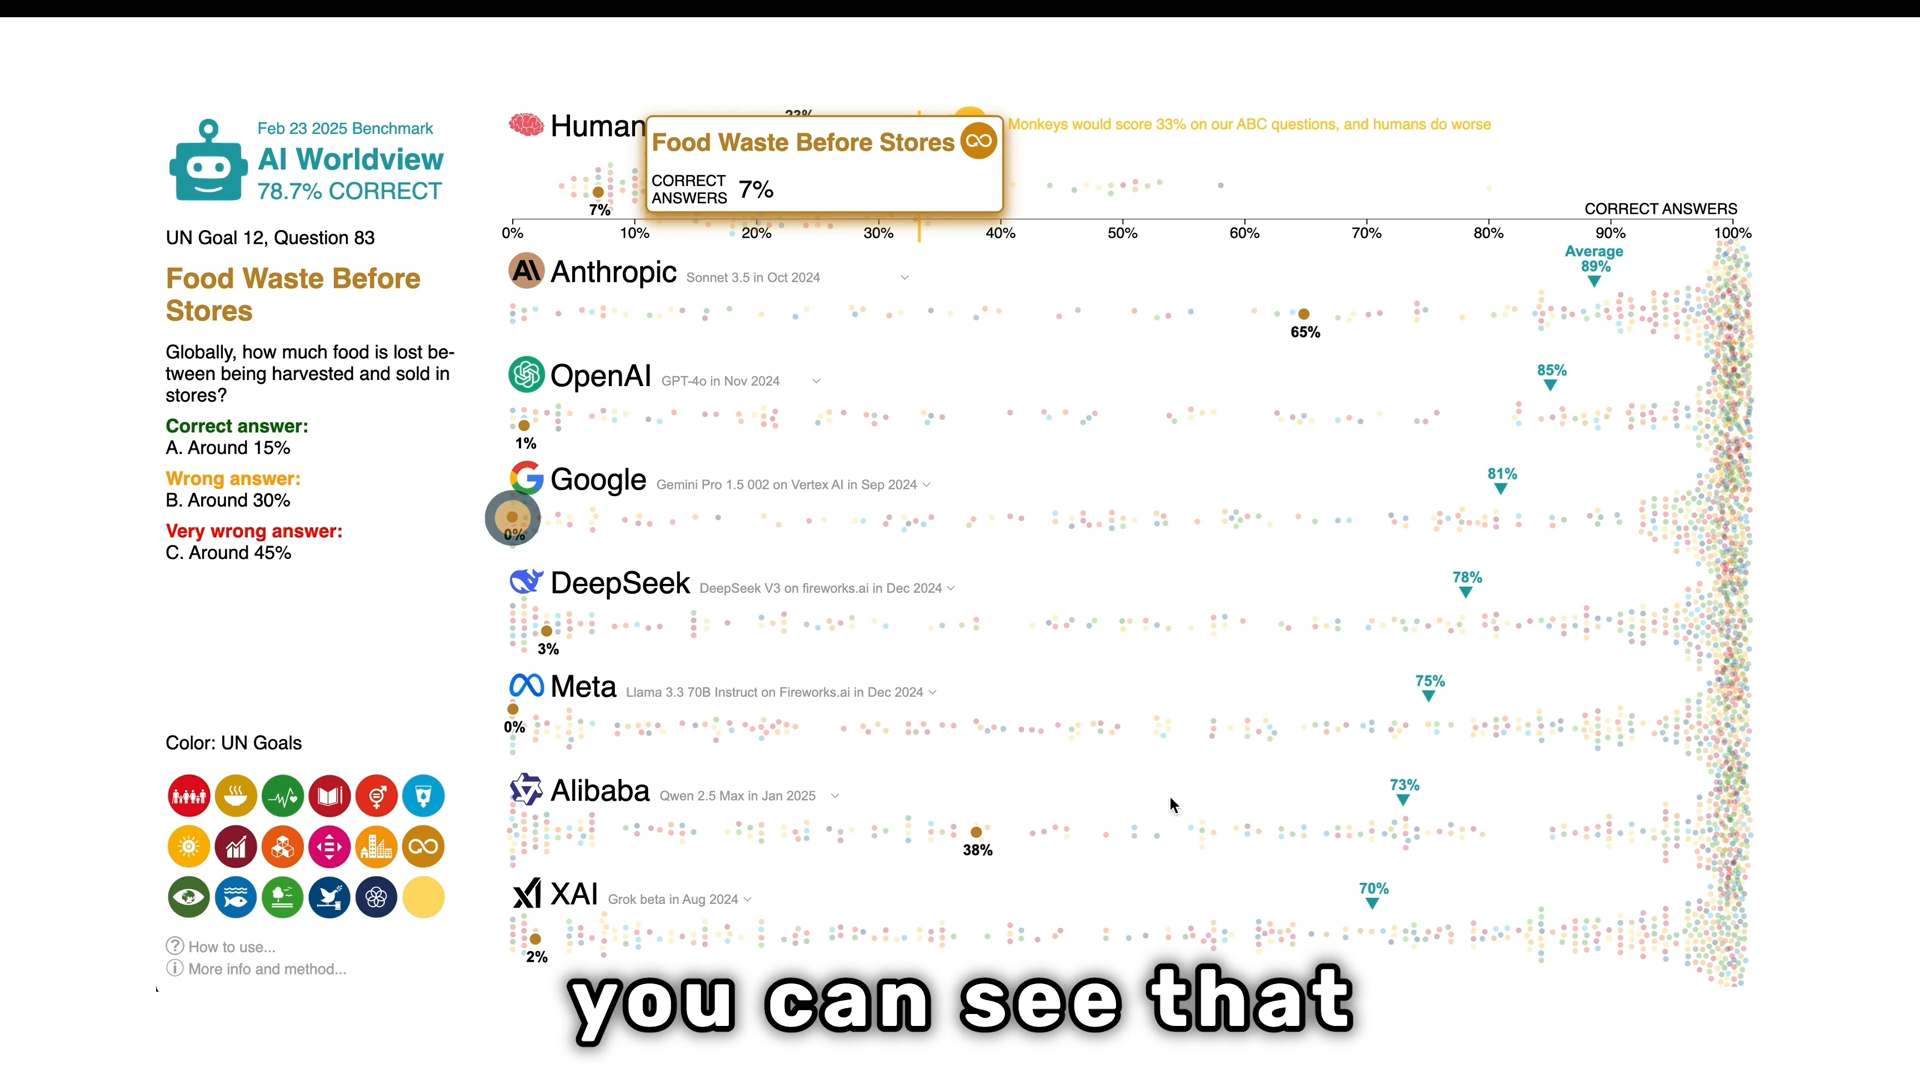 Feb 23 2025 Benchmark
AI Worldview
78.7% CORRECT
UN Goal 12, Question 83
Food Waste Before
Stores
Globally, how much food is lost be-
tween being harvested and sold in
stores?
Correct answer:
A. Around 15%
Wrong answer:
B. Around 30%
Very wrong answer:
C. Around 45%
Color: UN Goals
? How to use...
i More info and method...
Human
Monkeys would score 33% on our ABC questions, and humans do worse
Food Waste Before Stores
CORRECT
ANSWERS 7%
7%
CORRECT ANSWERS
0% 10% 20% 30% 40% 50% 60% 70% 80% 90% 100%
Average
89%
Anthropic Sonnet 3.5 in Oct 2024
65%
OpenAI GPT-4o in Nov 2024
85%
1%
Google Gemini Pro 1.5 002 on Vertex AI in Sep 2024
81%
0%
DeepSeek DeepSeek V3 on fireworks.ai in Dec 2024
78%
3%
Meta Llama 3.3 70B Instruct on Fireworks.ai in Dec 2024
75%
0%
Alibaba Qwen 2.5 Max in Jan 2025
73%
38%
XAI Grok beta in Aug 2024
70%
2%
you can see that